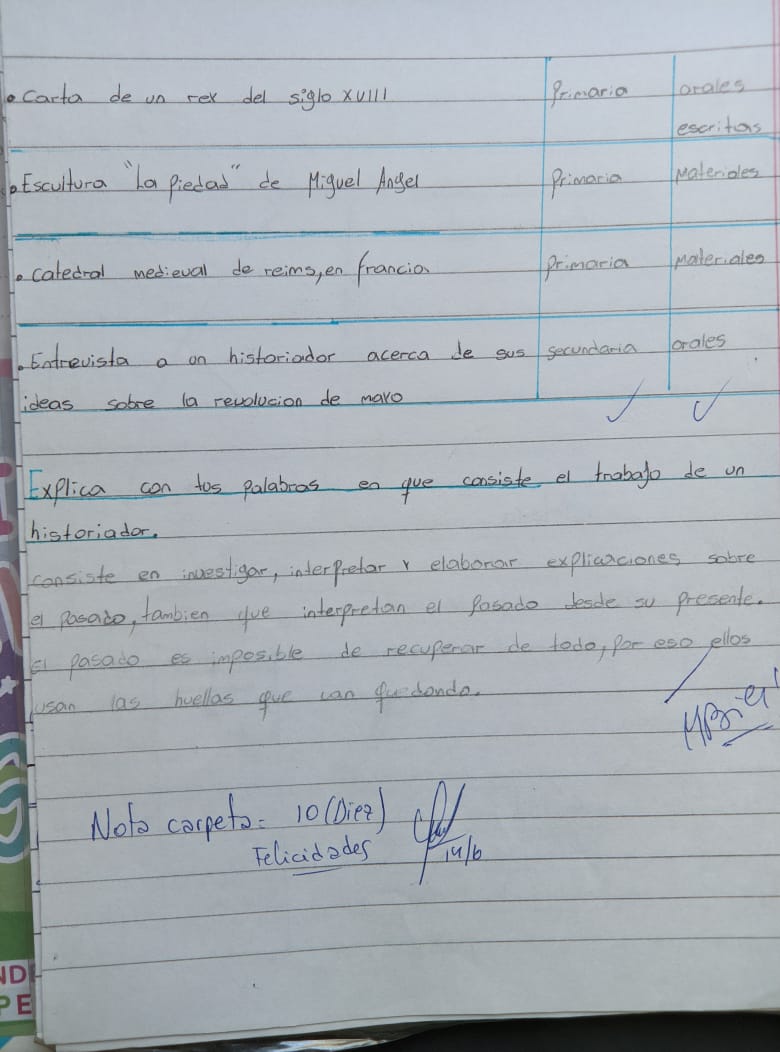 • Carta de un rey del siglo XVIII Primaria orales
escritas
• Escultura "La Piedad" de Miguel Angel Primaria Materiales
• Catedral medieval de reims, en francia Primaria Materiales
• Entrevista a un historiador acerca de sus secundaria orales
ideas sobre la revolucion de mayo
Explica con tus palabras en que consiste el trabajo de un
historiador.
consiste en investigar, interpretar y elaborar explicaciones sobre
el pasado, tambien que interpretan el pasado desde su presente.
El pasado es imposible de recuperar de todo, por eso ellos
usan las huellas que van quedando.
Nota carpeta: 10 (Diez)
Felicidades
14/6
ND
PE